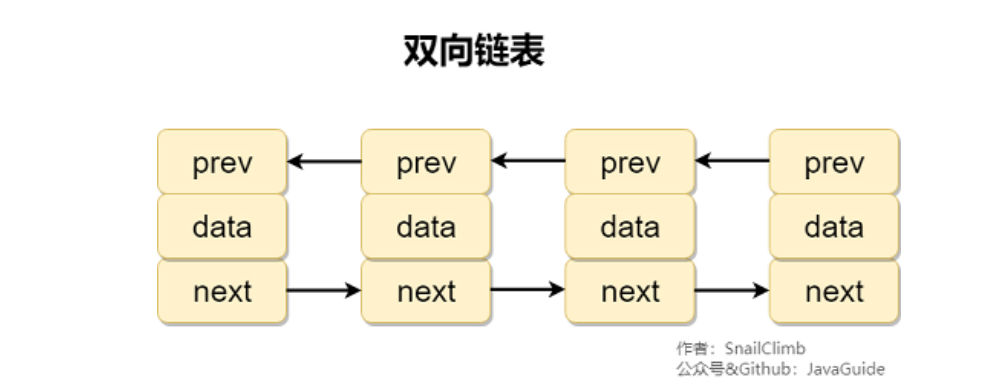 双向链表
prev prev prev prev
data data data data
next next next next
作者：SnailClimb
公众号&Github：JavaGuide